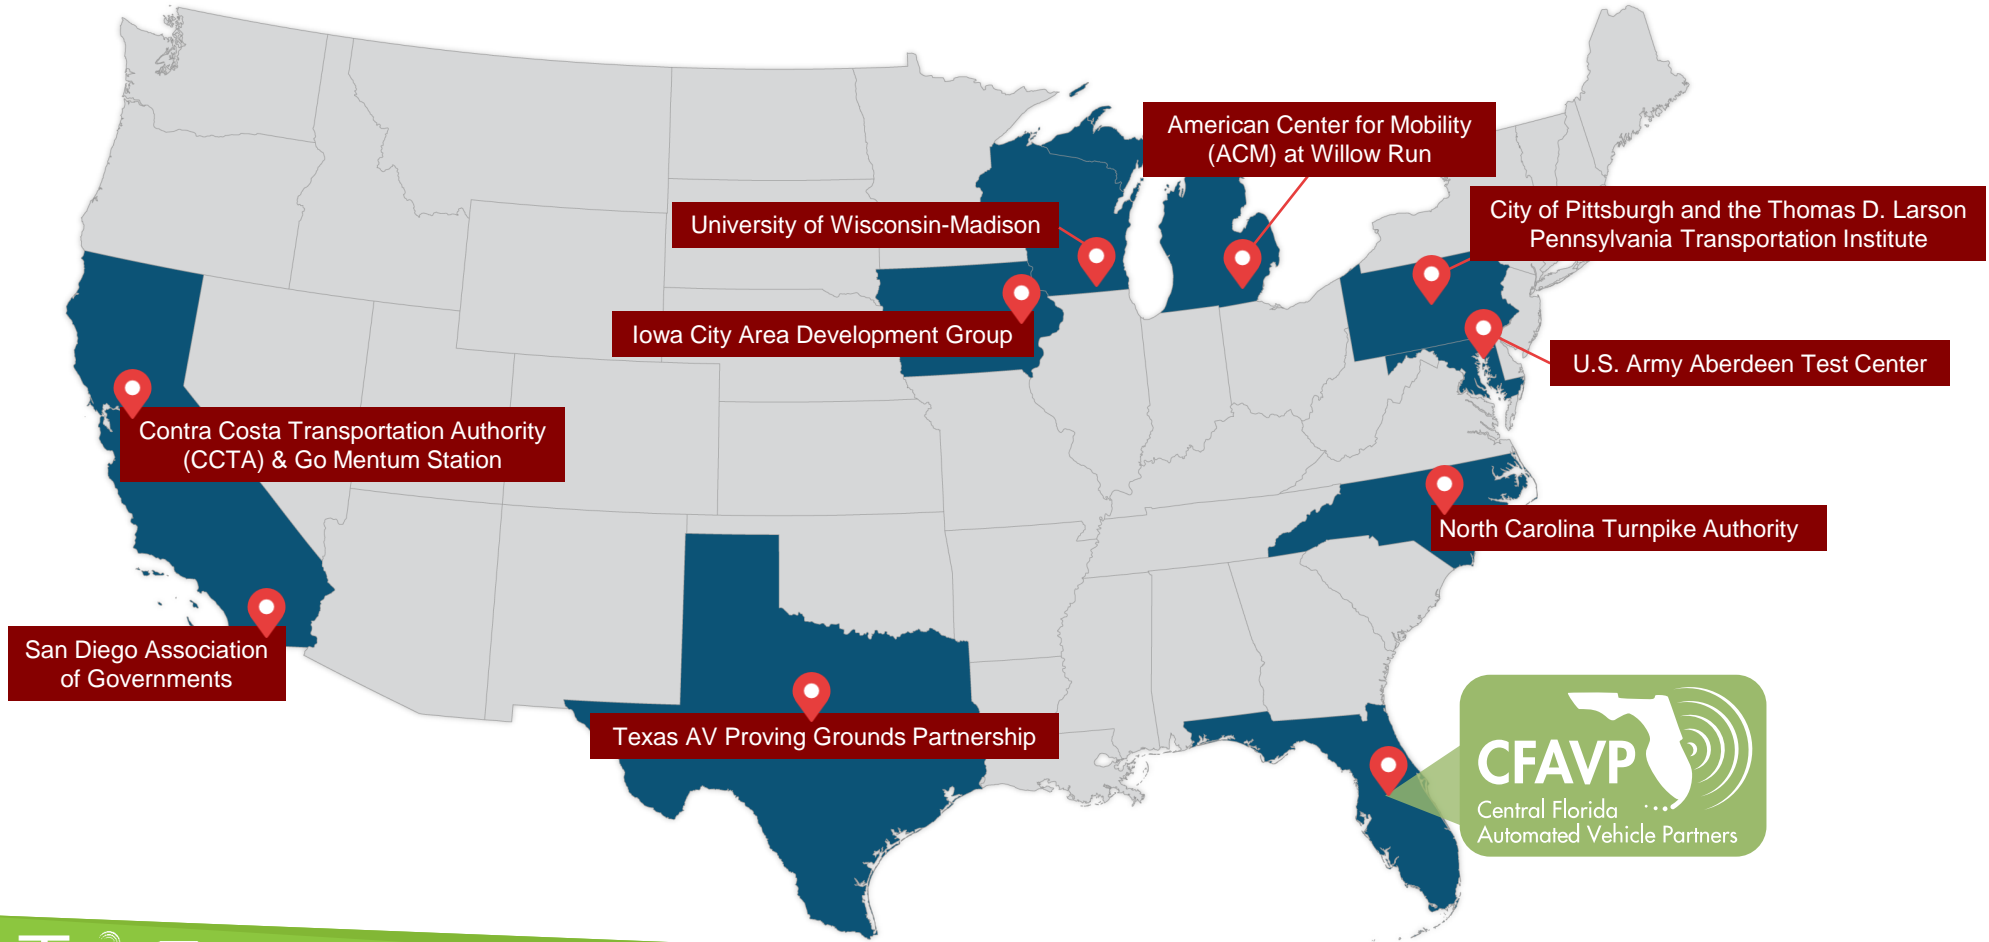 American Center for Mobility
(ACM) at Willow Run
City of Pittsburgh and the Thomas D. Larson
Pennsylvania Transportation Institute
University of Wisconsin-Madison
Iowa City Area Development Group
U.S. Army Aberdeen Test Center
Contra Costa Transportation Authority
(CCTA) & Go Mentum Station
North Carolina Turnpike Authority
San Diego Association
of Governments
Texas AV Proving Grounds Partnership
CFAVP
Central Florida
Automated Vehicle Partners